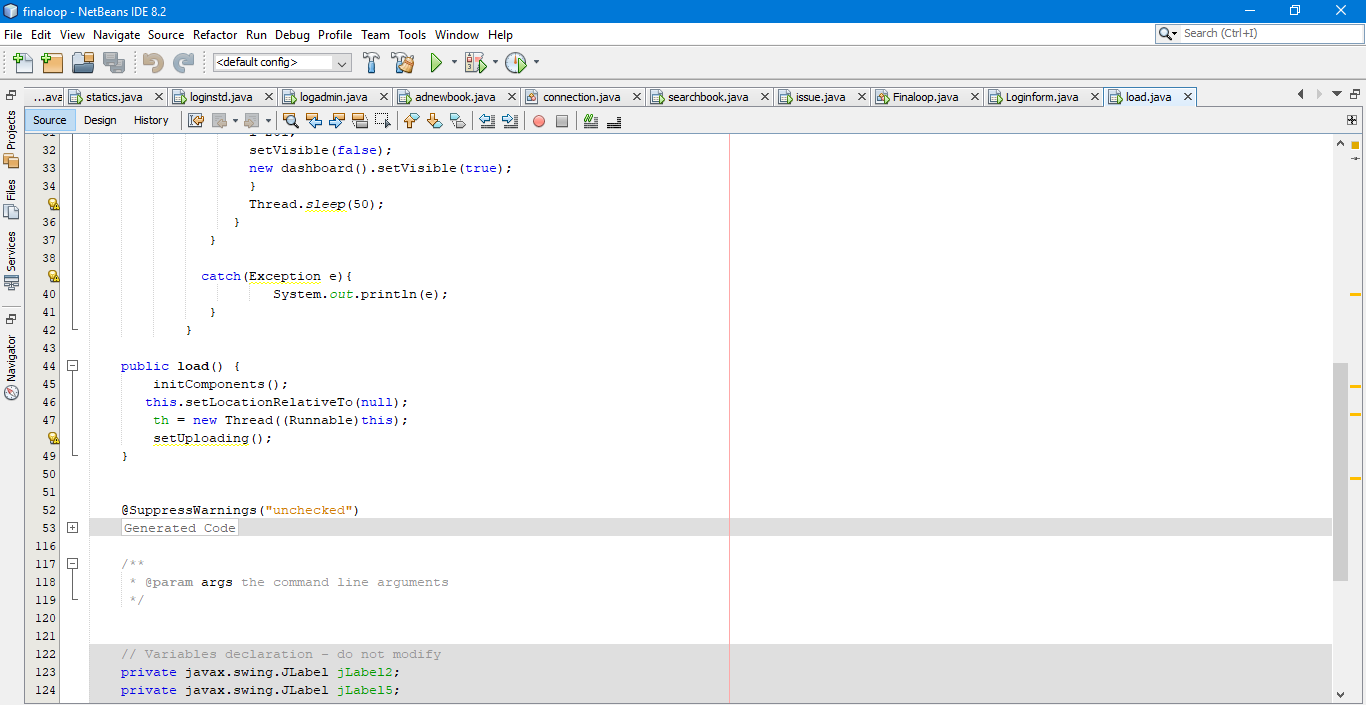 finaloop - NetBeans IDE 8.2
File Edit View Navigate Source Refactor Run Debug Profile Team Tools Window Help
Search (Ctrl+I)
<default config>
...ava statics.java loginstd.java logadmin.java adnewbook.java connection.java searchbook.java issue.java Finaloop.java Loginform.java load.java
Source Design History
Projects
Files
Services
Navigator
32 setVisible(false);
33 new dashboard().setVisible(true);
34 }
Thread.sleep(50);
36 }
37 }
38
catch(Exception e){
40 System.out.println(e);
41 }
42 }
43
44 public load() {
45 initComponents();
46 this.setLocationRelativeTo(null);
47 th = new Thread((Runnable)this);
setUploading();
49 }
50
51
52 @SuppressWarnings("unchecked")
53 Generated Code
116
117 /**
118 * @param args the command line arguments
119 */
120
121
122 // Variables declaration - do not modify
123 private javax.swing.JLabel jLabel2;
124 private javax.swing.JLabel jLabel5;